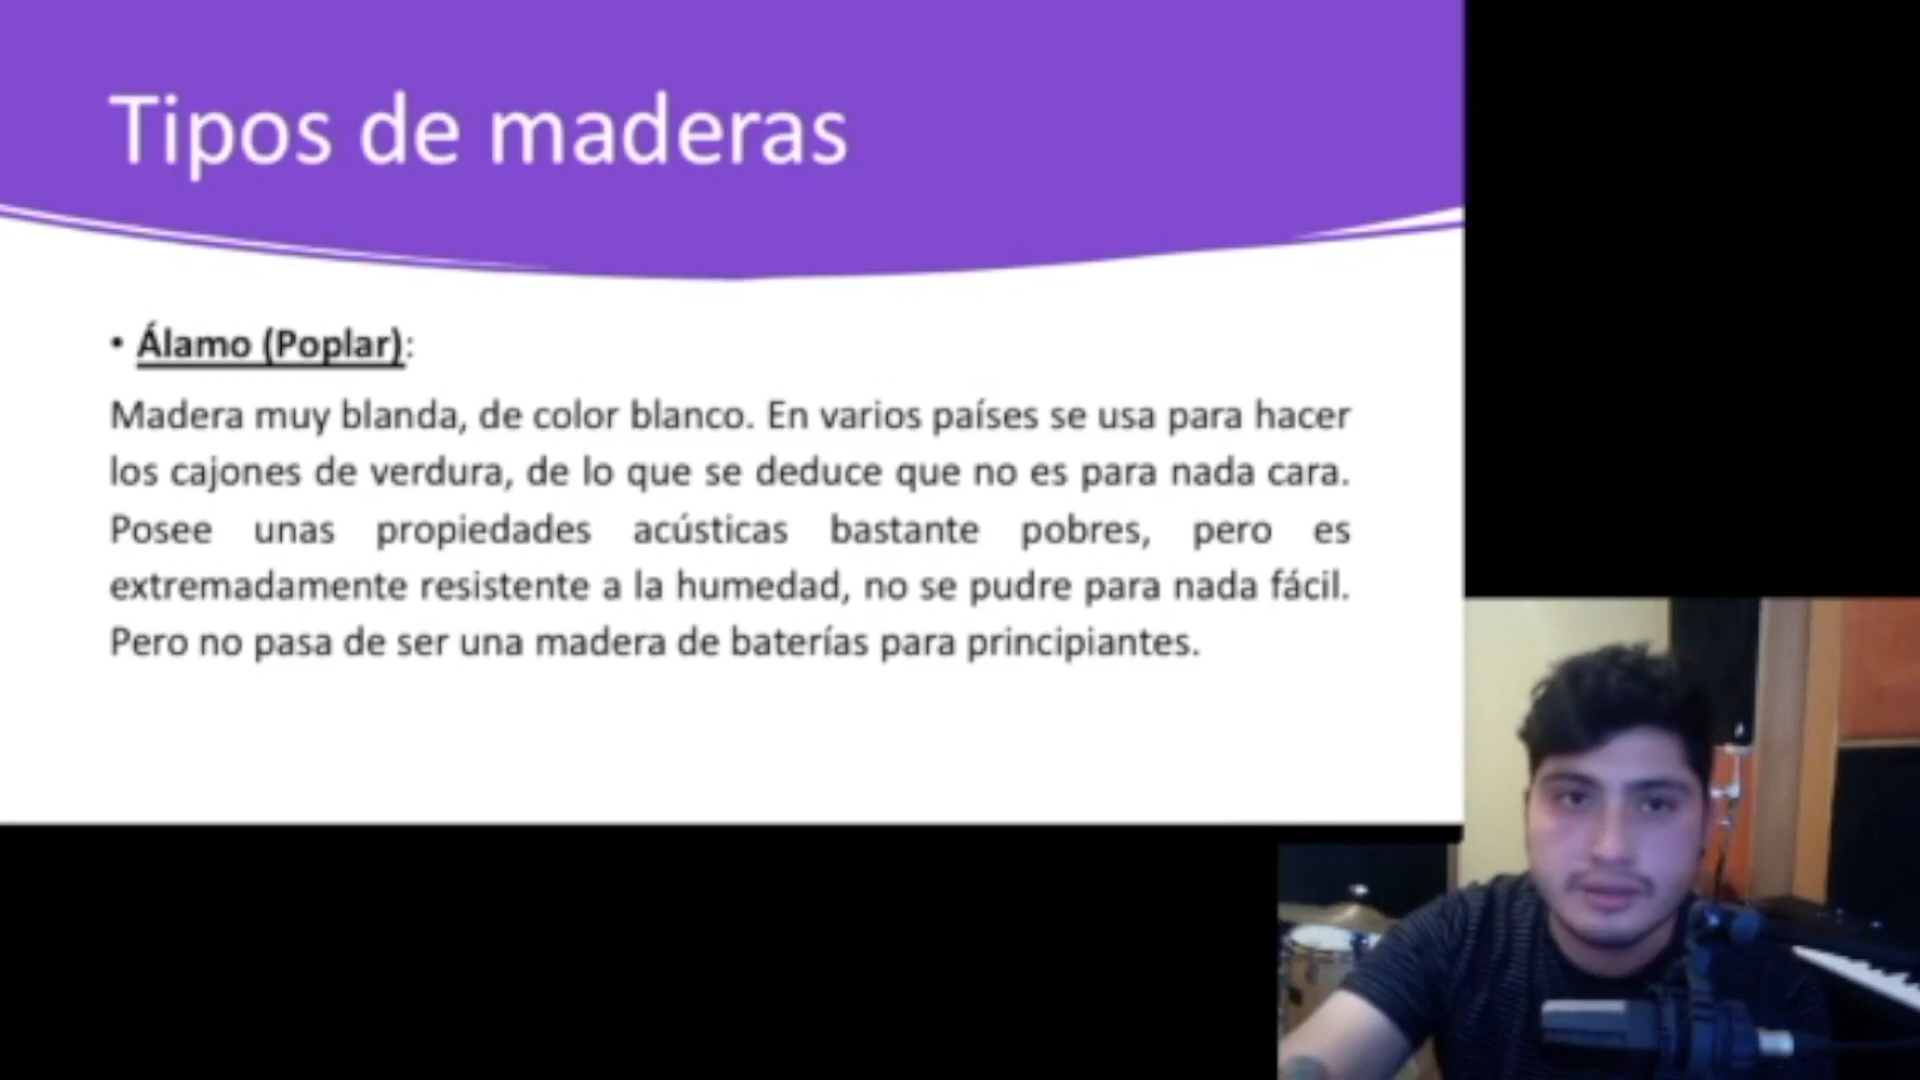 Tipos de maderas
• Álamo (Poplar):
Madera muy blanda, de color blanco. En varios países se usa para hacer
los cajones de verdura, de lo que se deduce que no es para nada cara.
Posee unas propiedades acústicas bastante pobres, pero es
extremadamente resistente a la humedad, no se pudre para nada fácil.
Pero no pasa de ser una madera de baterías para principiantes.